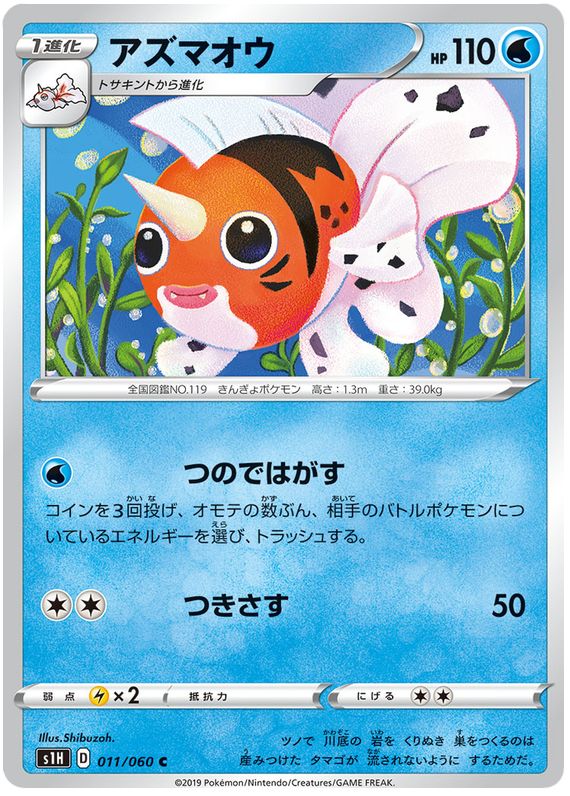 1進化
アズマオウ
HP 110
トサキントから進化
全国図鑑NO.119 きんぎょポケモン 高さ:1.3m 重さ:39.0kg
つのではがす
コインを3回投げ、オモテの数ぶん、相手のバトルポケモンにつ
いているエネルギーを選び、トラッシュする。
つきさす 50
弱点 ×2 抵抗力 にげる
Illus.Shibuzoh.
S1H D 011/060 C
ツノで 川底の 岩を くりぬき 巣をつくるのは
産みつけた タマゴが 流されないように するためだ。
©2019 Pokémon/Nintendo/Creatures/GAME FREAK.